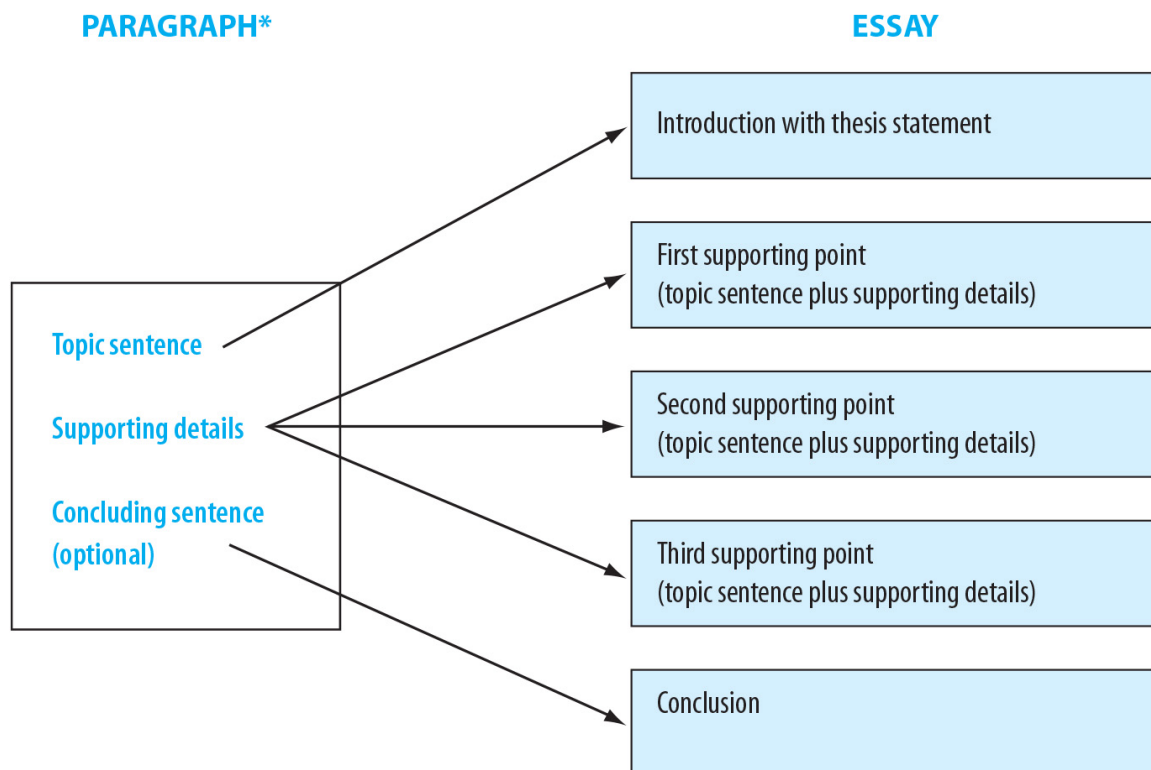 PARAGRAPH*
Topic sentence
Supporting details
Concluding sentence
(optional)
ESSAY
Introduction with thesis statement
First supporting point
(topic sentence plus supporting details)
Second supporting point
(topic sentence plus supporting details)
Third supporting point
(topic sentence plus supporting details)
Conclusion